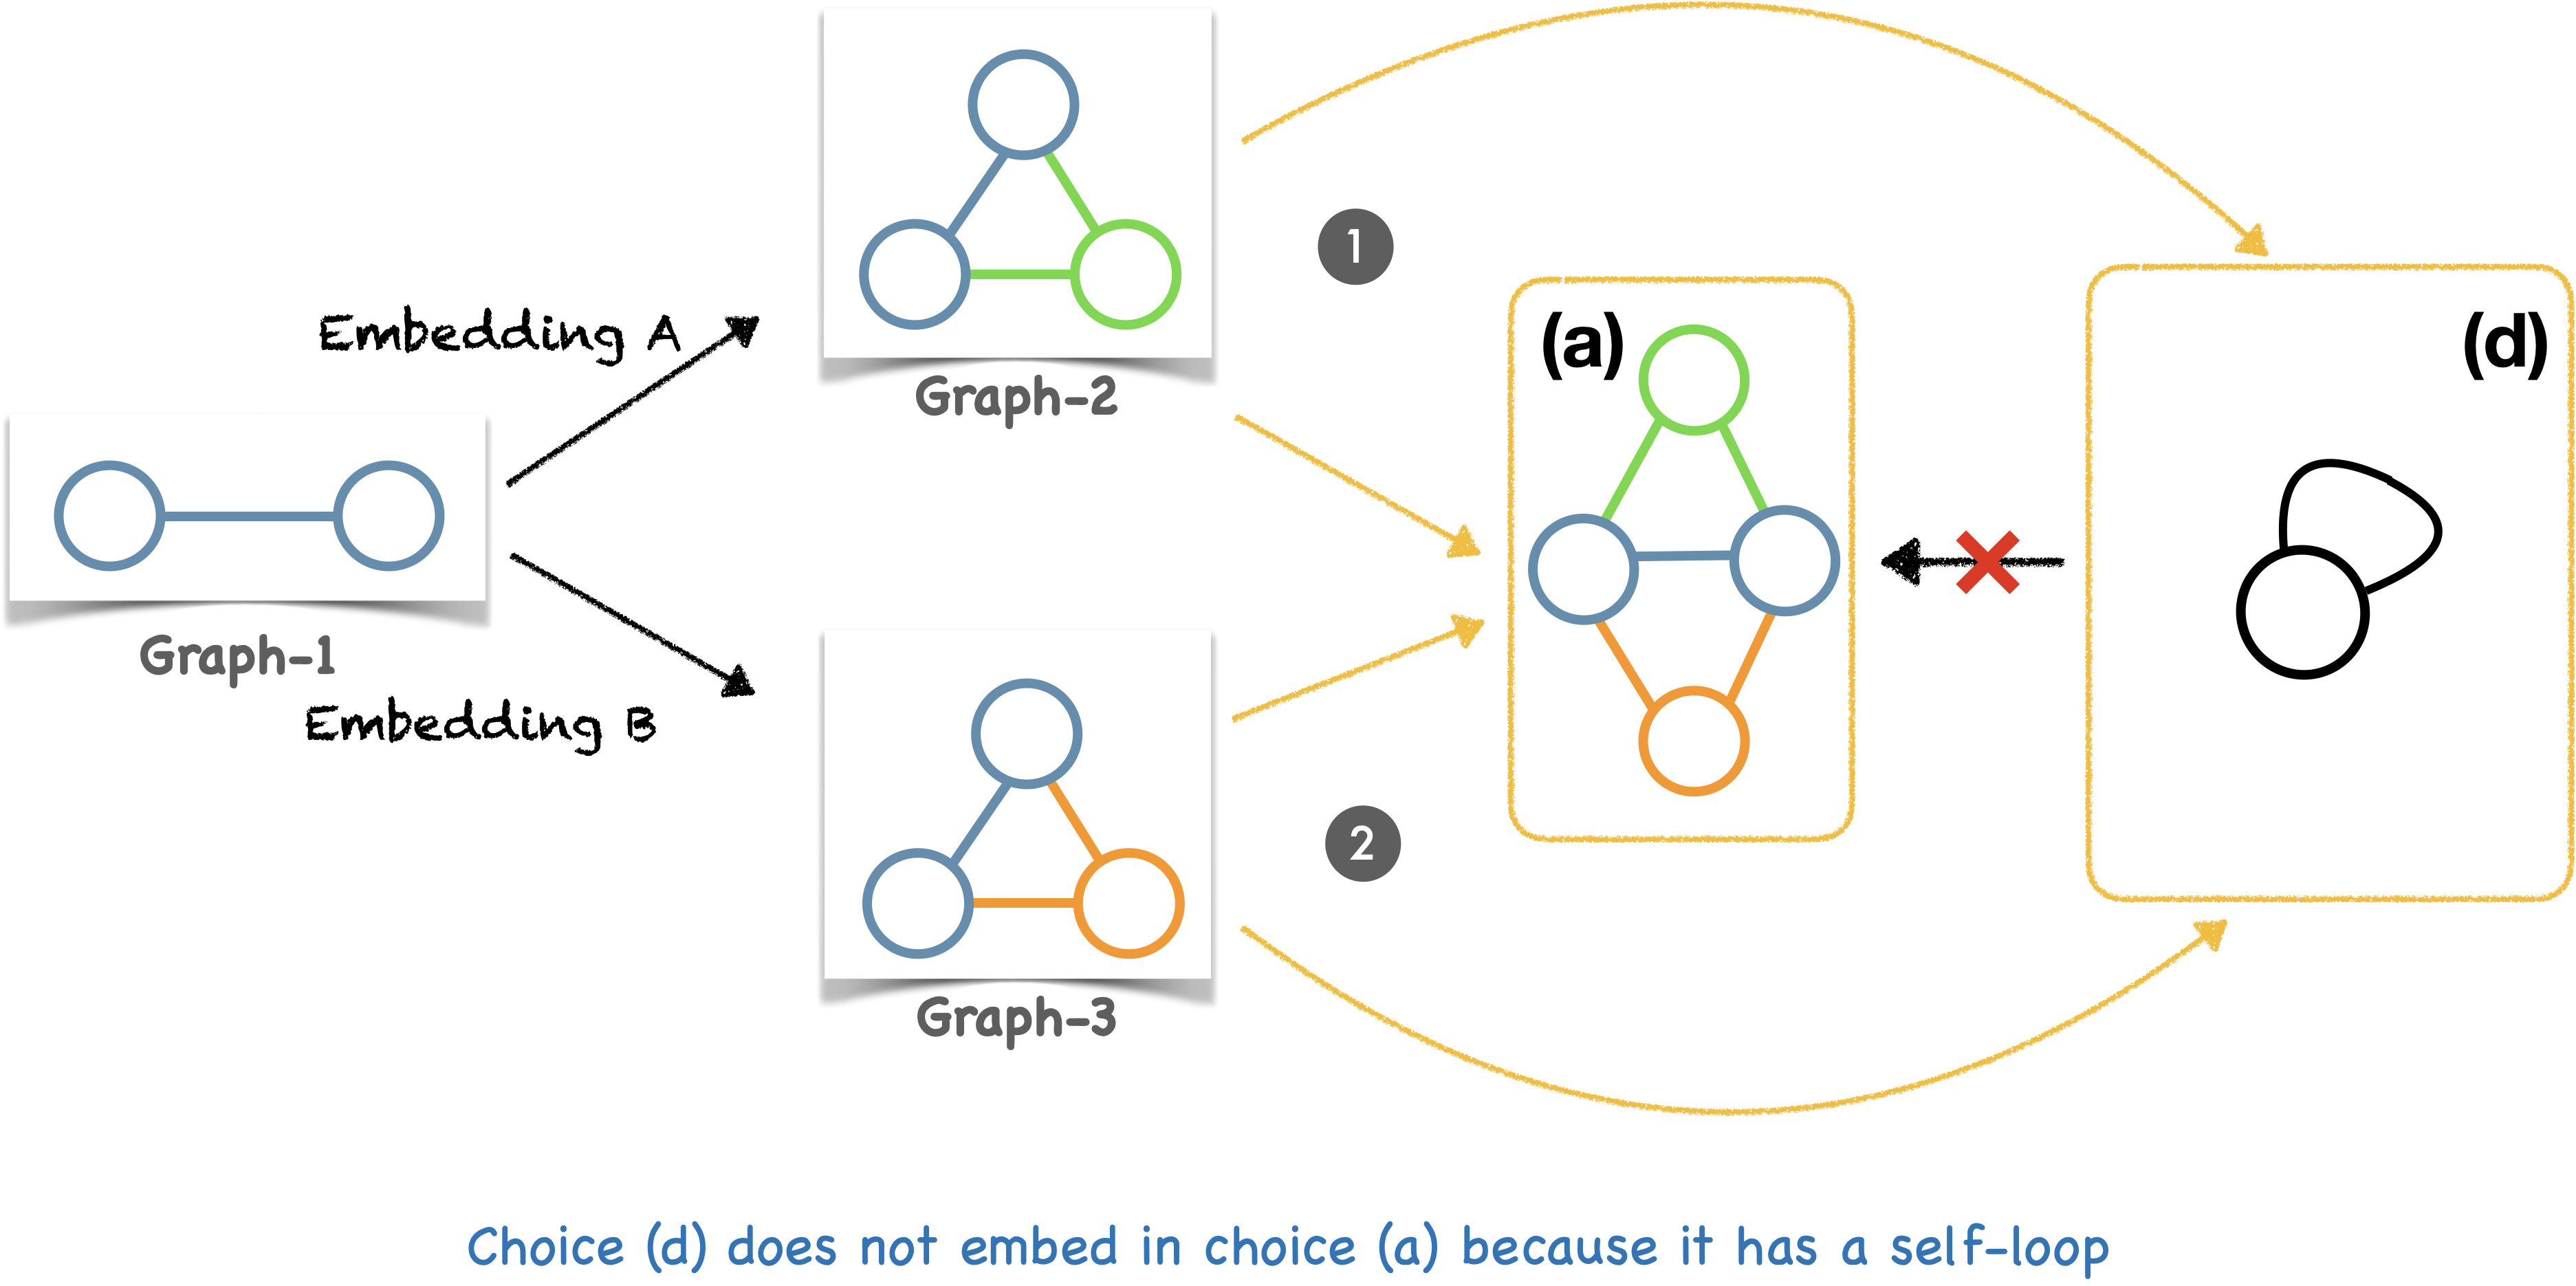 Embedding A
Graph-2
1
(a)
(d)
Graph-1
Embedding B
2
Graph-3
Choice (d) does not embed in choice (a) because it has a self-loop